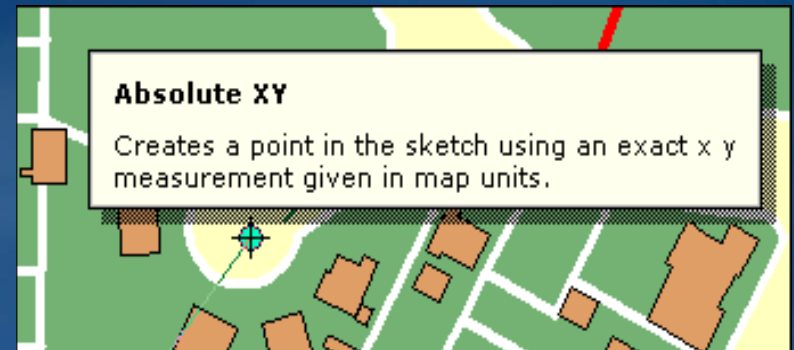 Absolute XY
Creates a point in the sketch using an exact x y
measurement given in map units.